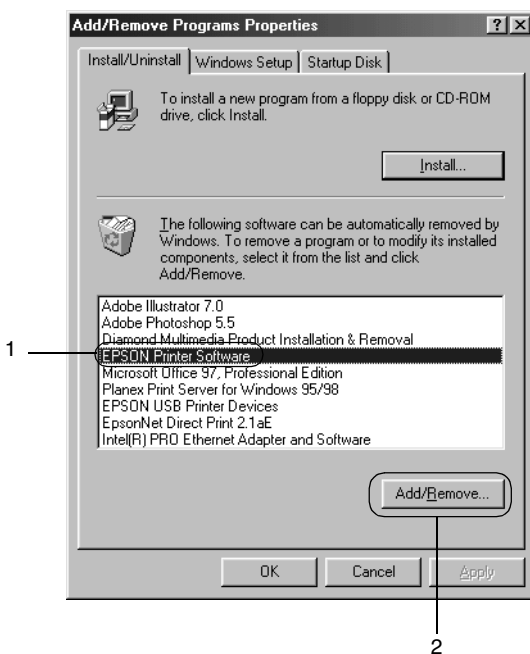 Add/Remove Programs Properties
Install/Uninstall Windows Setup Startup Disk
To install a new program from a floppy disk or CD-ROM
drive, click Install.
Install...
The following software can be automatically removed by
Windows. To remove a program or to modify its installed
components, select it from the list and click
Add/Remove.
Adobe Illustrator 7.0
Adobe Photoshop 5.5
Diamond Multimedia Product Installation & Removal
1
EPSON Printer Software
Microsoft Office 97, Professional Edition
Planex Print Server for Windows 95/98
EPSON USB Printer Devices
EpsonNet Direct Print 2.1aE
Intel(R) PRO Ethernet Adapter and Software
Add/Remove...
OK Cancel Apply
2